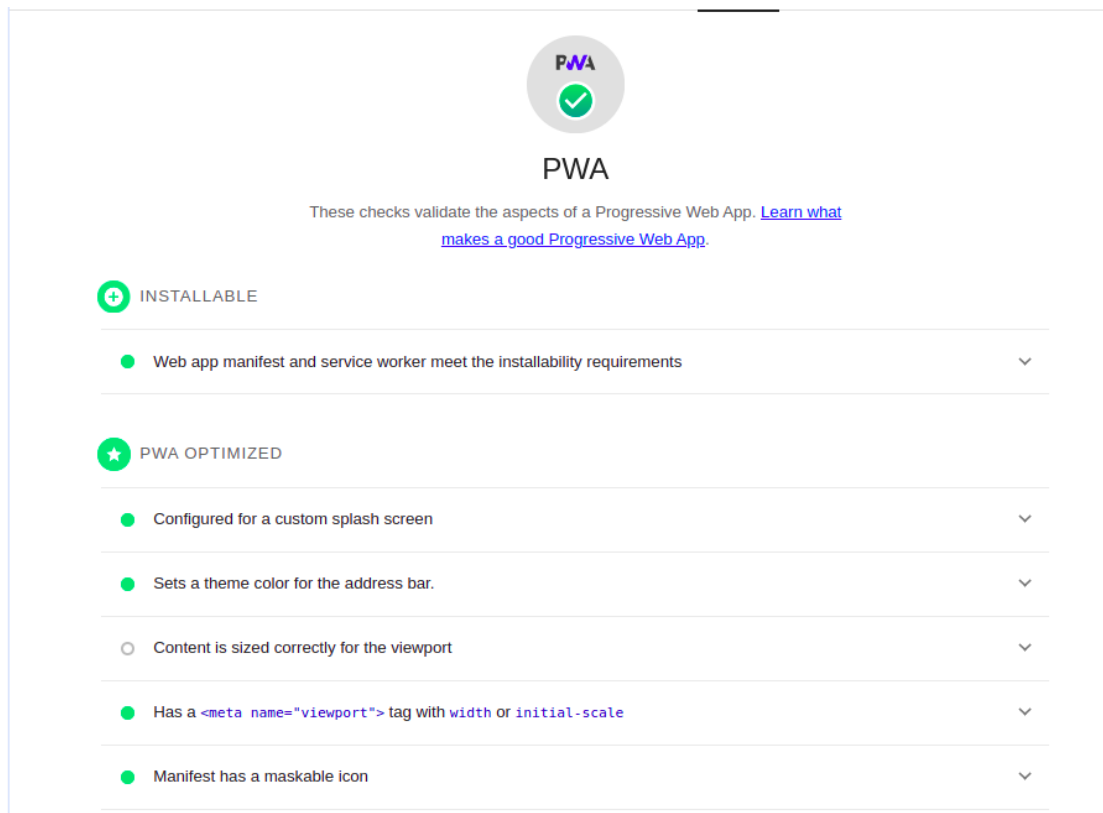 PWA
PWA
These checks validate the aspects of a Progressive Web App. Learn what
makes a good Progressive Web App.
INSTALLABLE
Web app manifest and service worker meet the installability requirements
PWA OPTIMIZED
Configured for a custom splash screen
Sets a theme color for the address bar.
Content is sized correctly for the viewport
Has a <meta name="viewport"> tag with width or initial-scale
Manifest has a maskable icon